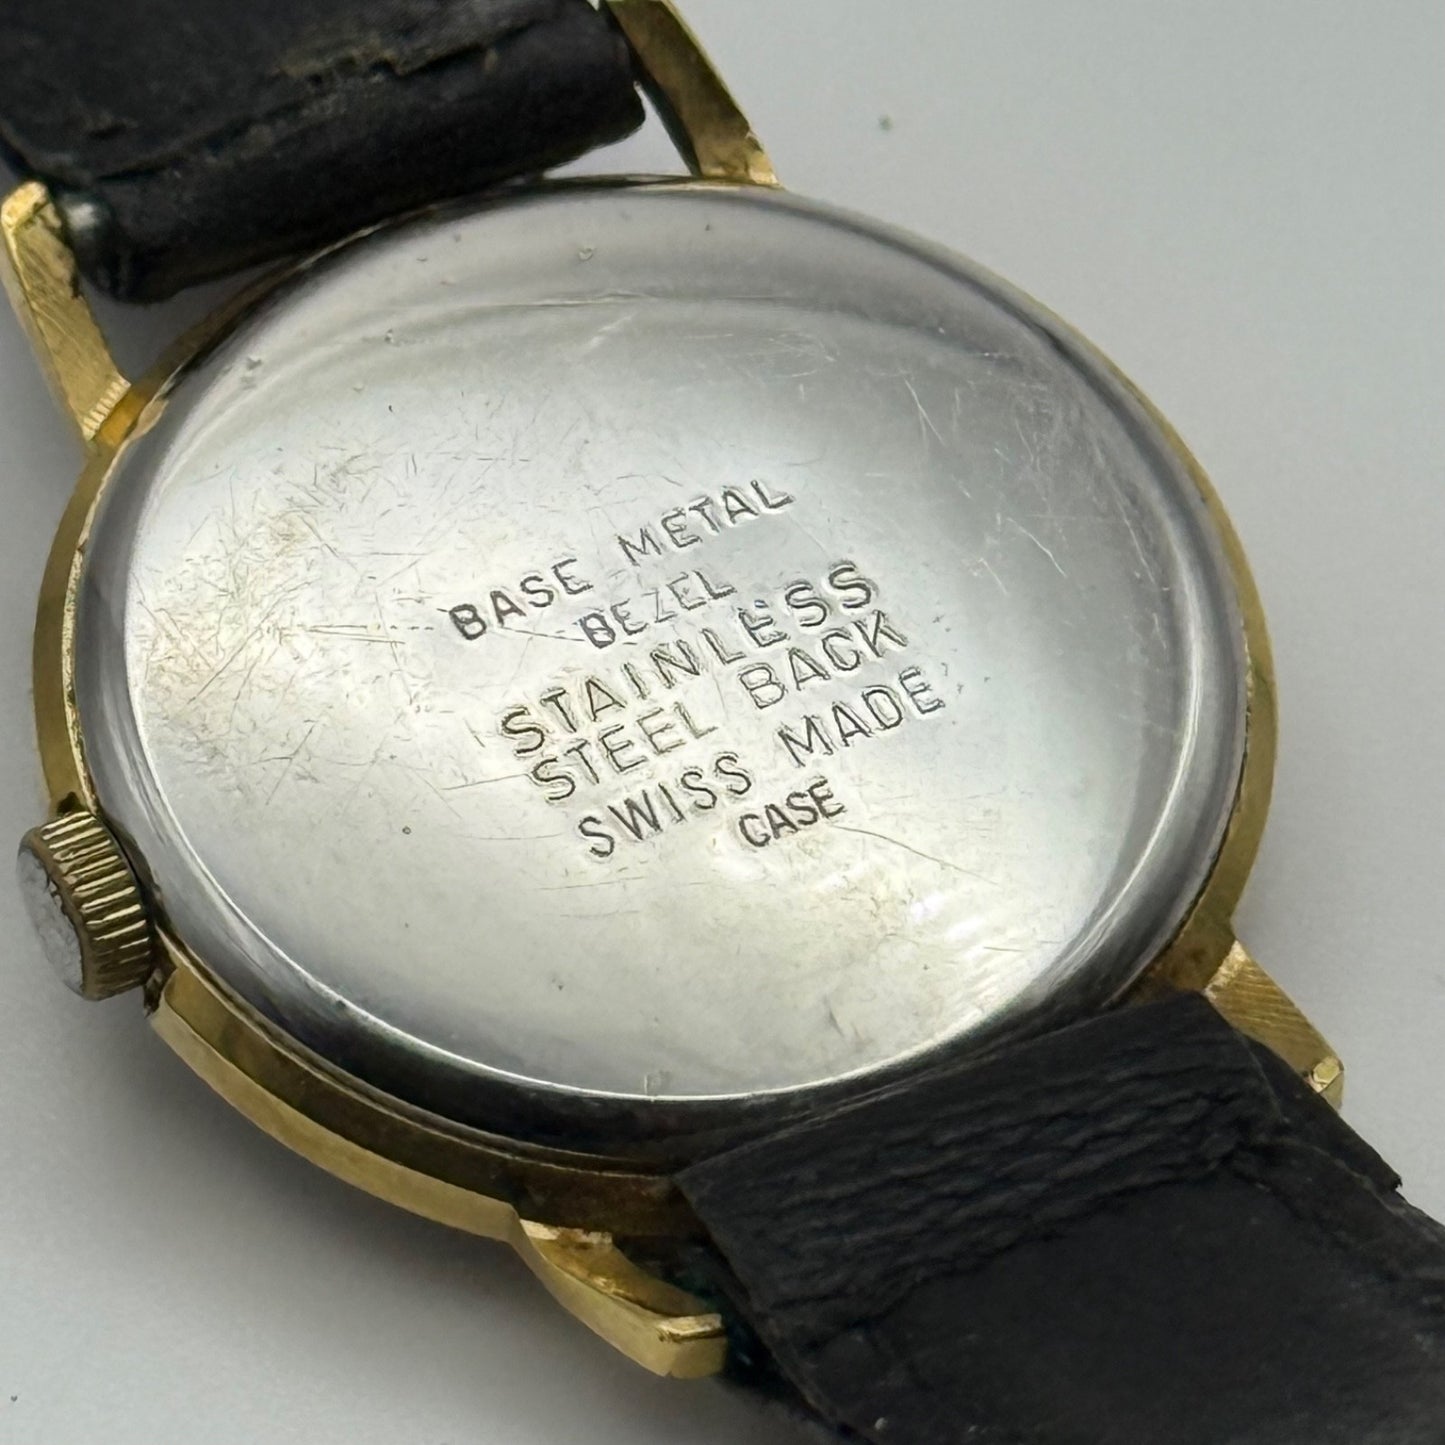 BASE METAL
BEZEL
STAINLESS
STEEL BACK
SWISS MADE
CASE